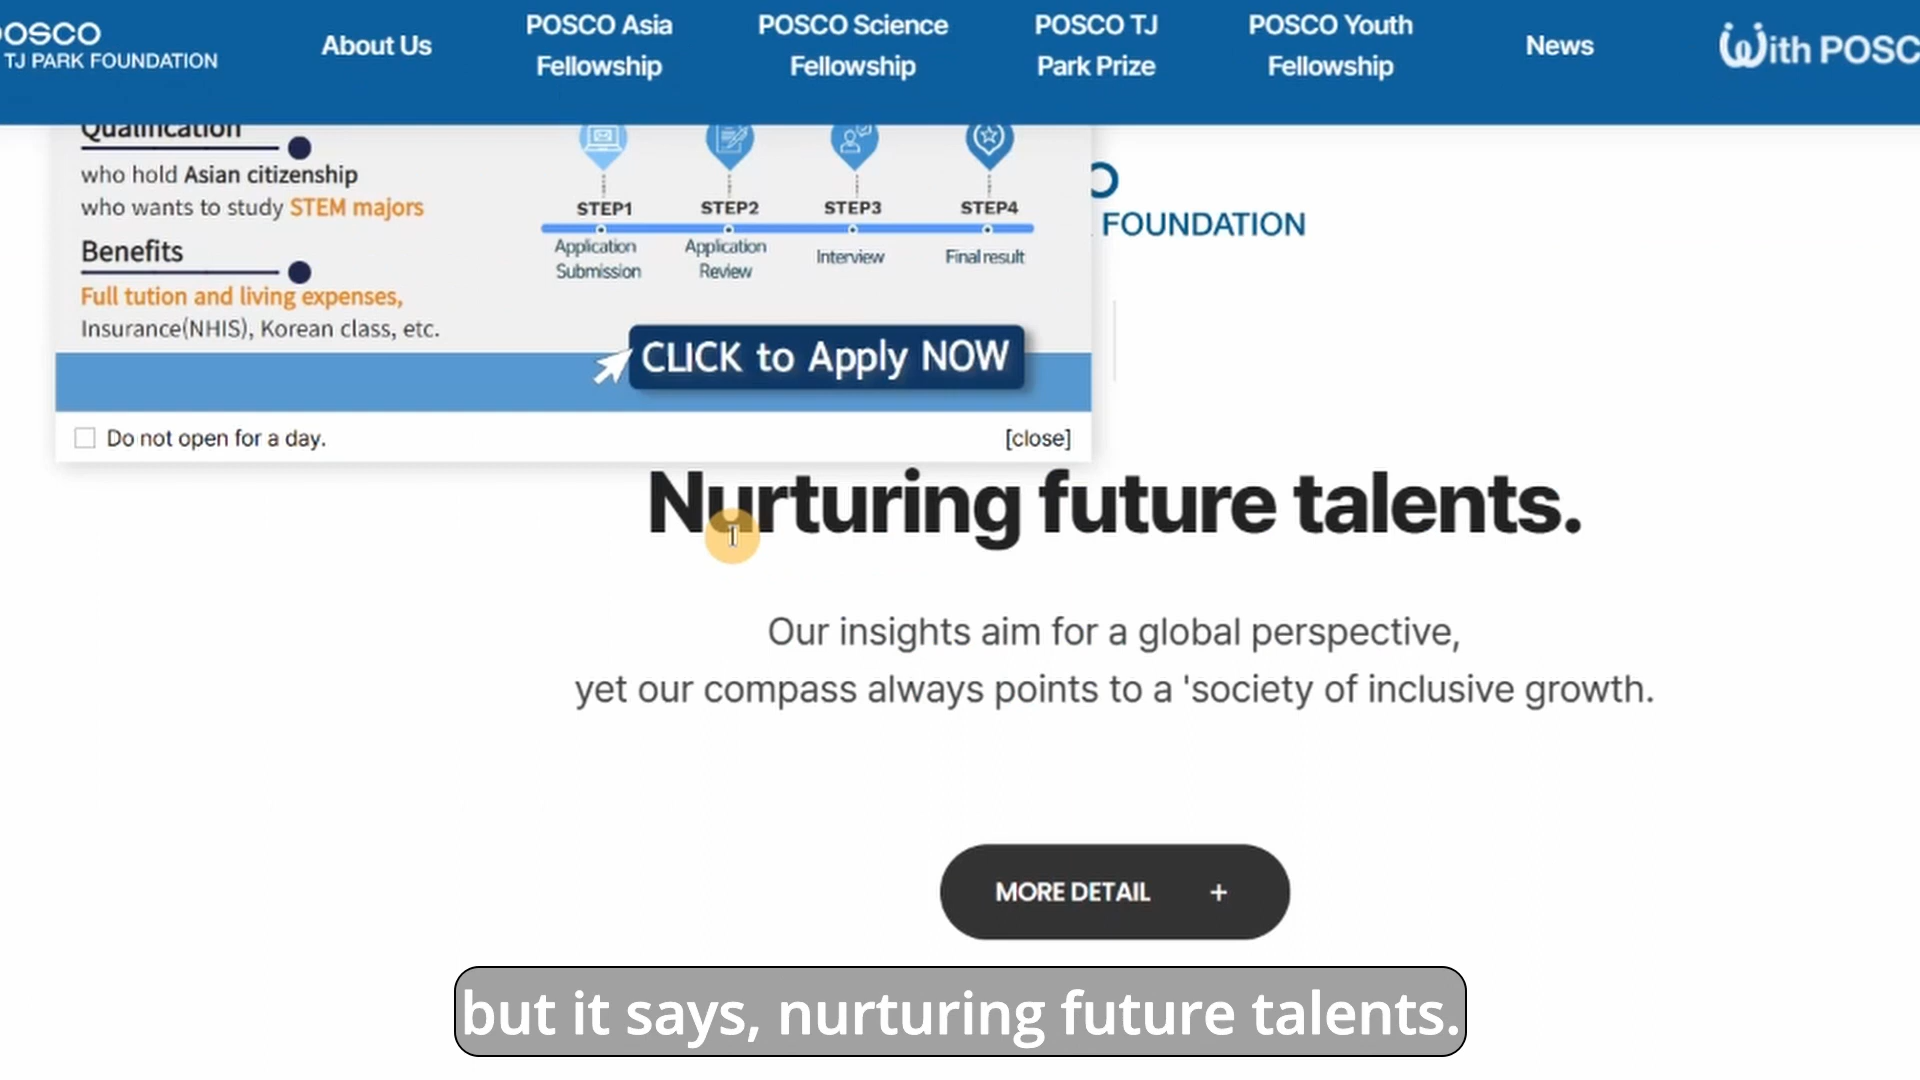 POSCO
TJ PARK FOUNDATION
About Us
POSCO Asia
Fellowship
POSCO Science
Fellowship
POSCO TJ
Park Prize
POSCO Youth
Fellowship
News
With POSC
Qualification
who hold Asian citizenship
who wants to study STEM majors
Benefits
Full tution and living expenses,
Insurance(NHIS), Korean class, etc.
STEP1
STEP2
STEP3
STEP4
Application
Submission
Application
Review
Interview
Final result
CLICK to Apply NOW
Do not open for a day.
[close]
O
FOUNDATION
Nurturing future talents.
Our insights aim for a global perspective,
yet our compass always points to a 'society of inclusive growth.
MORE DETAIL +
but it says, nurturing future talents.